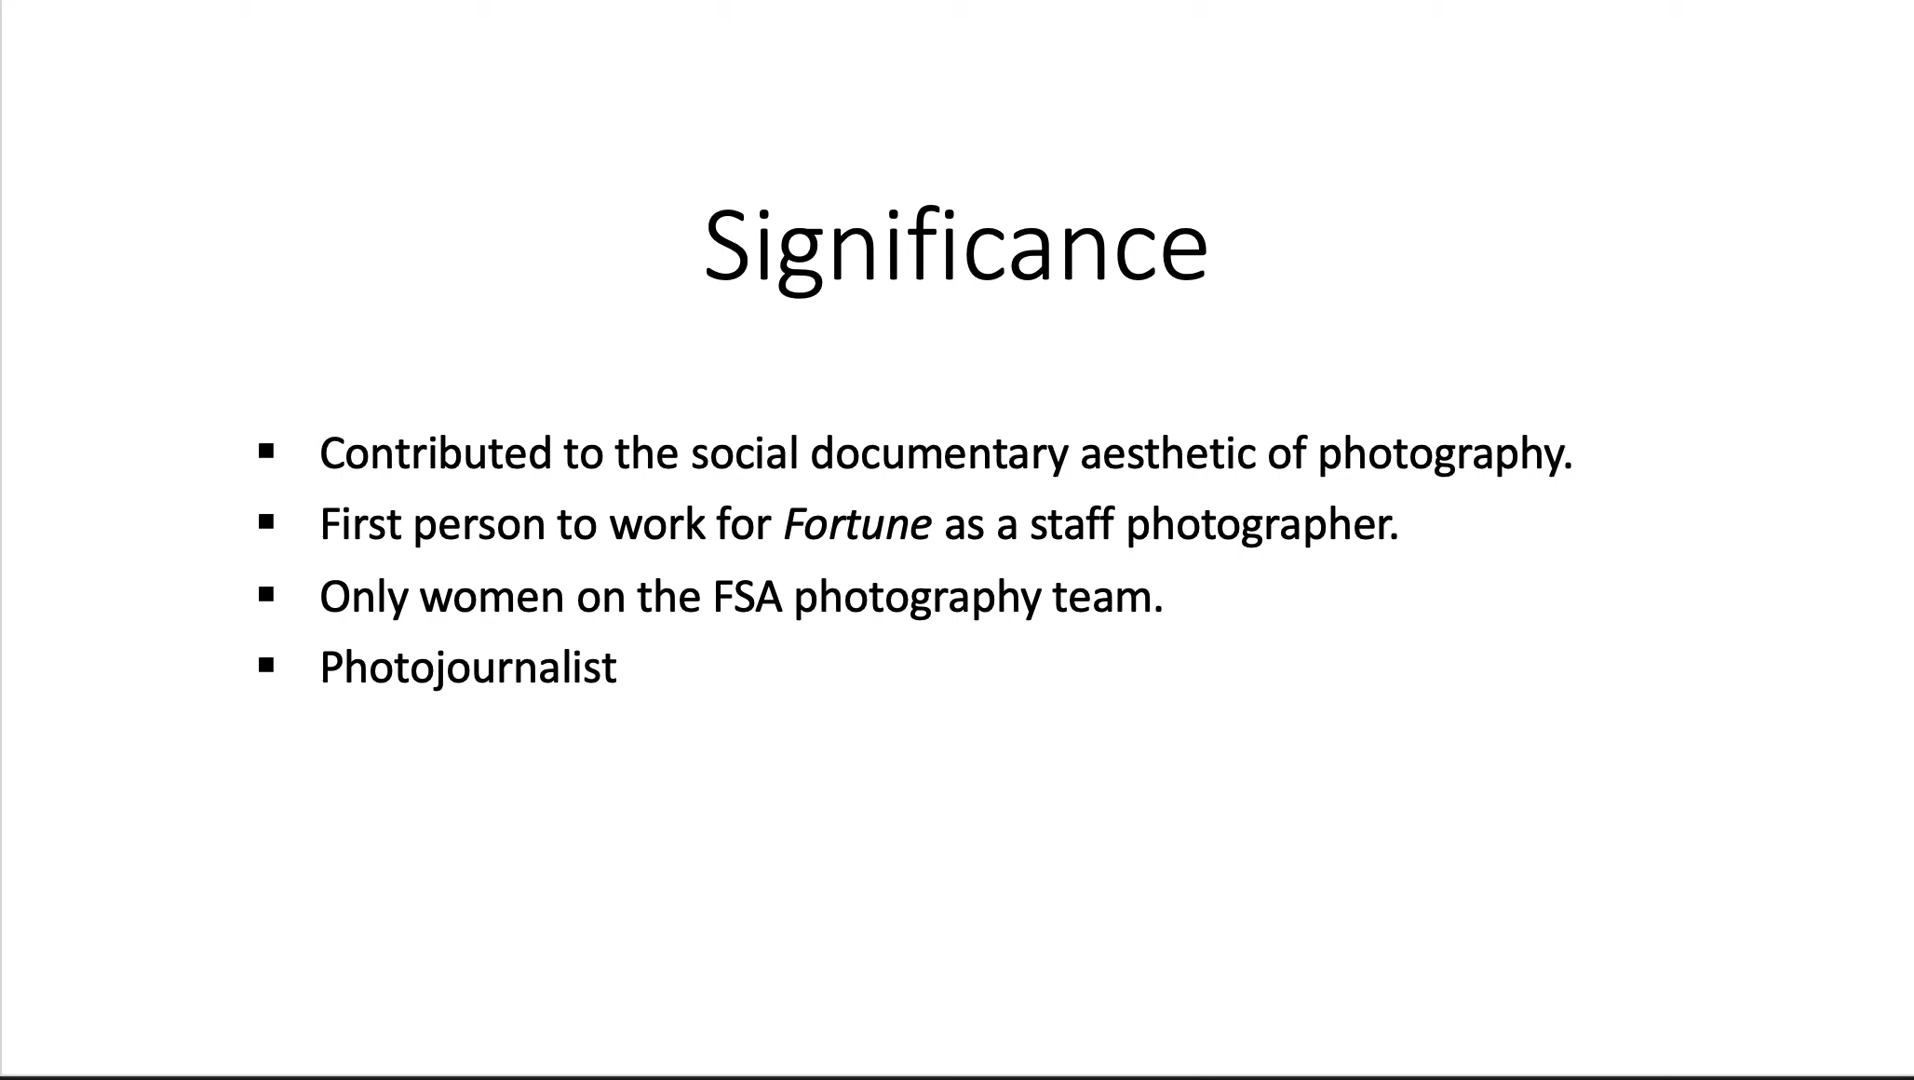 Significance
▪ Contributed to the social documentary aesthetic of photography.
▪ First person to work for Fortune as a staff photographer.
▪ Only women on the FSA photography team.
▪ Photojournalist